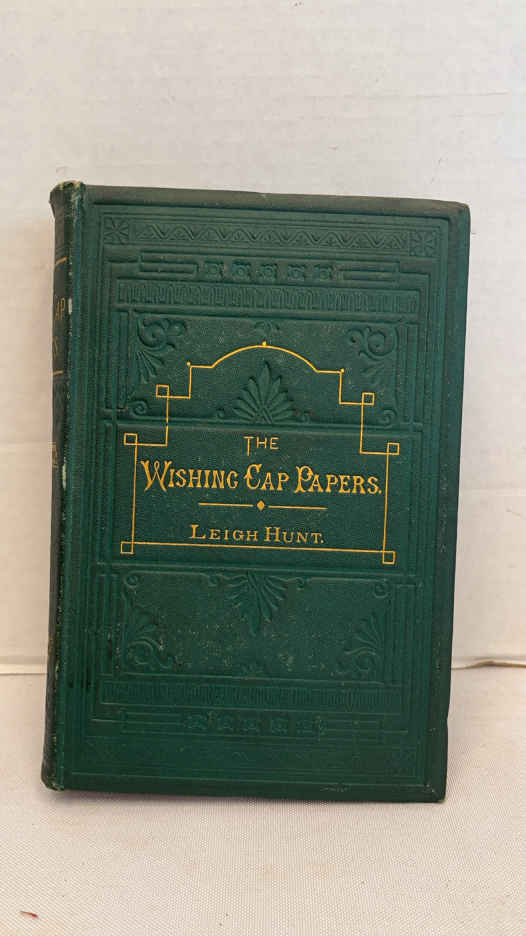 THE
WISHING CAP PAPERS.
LEIGH HUNT.